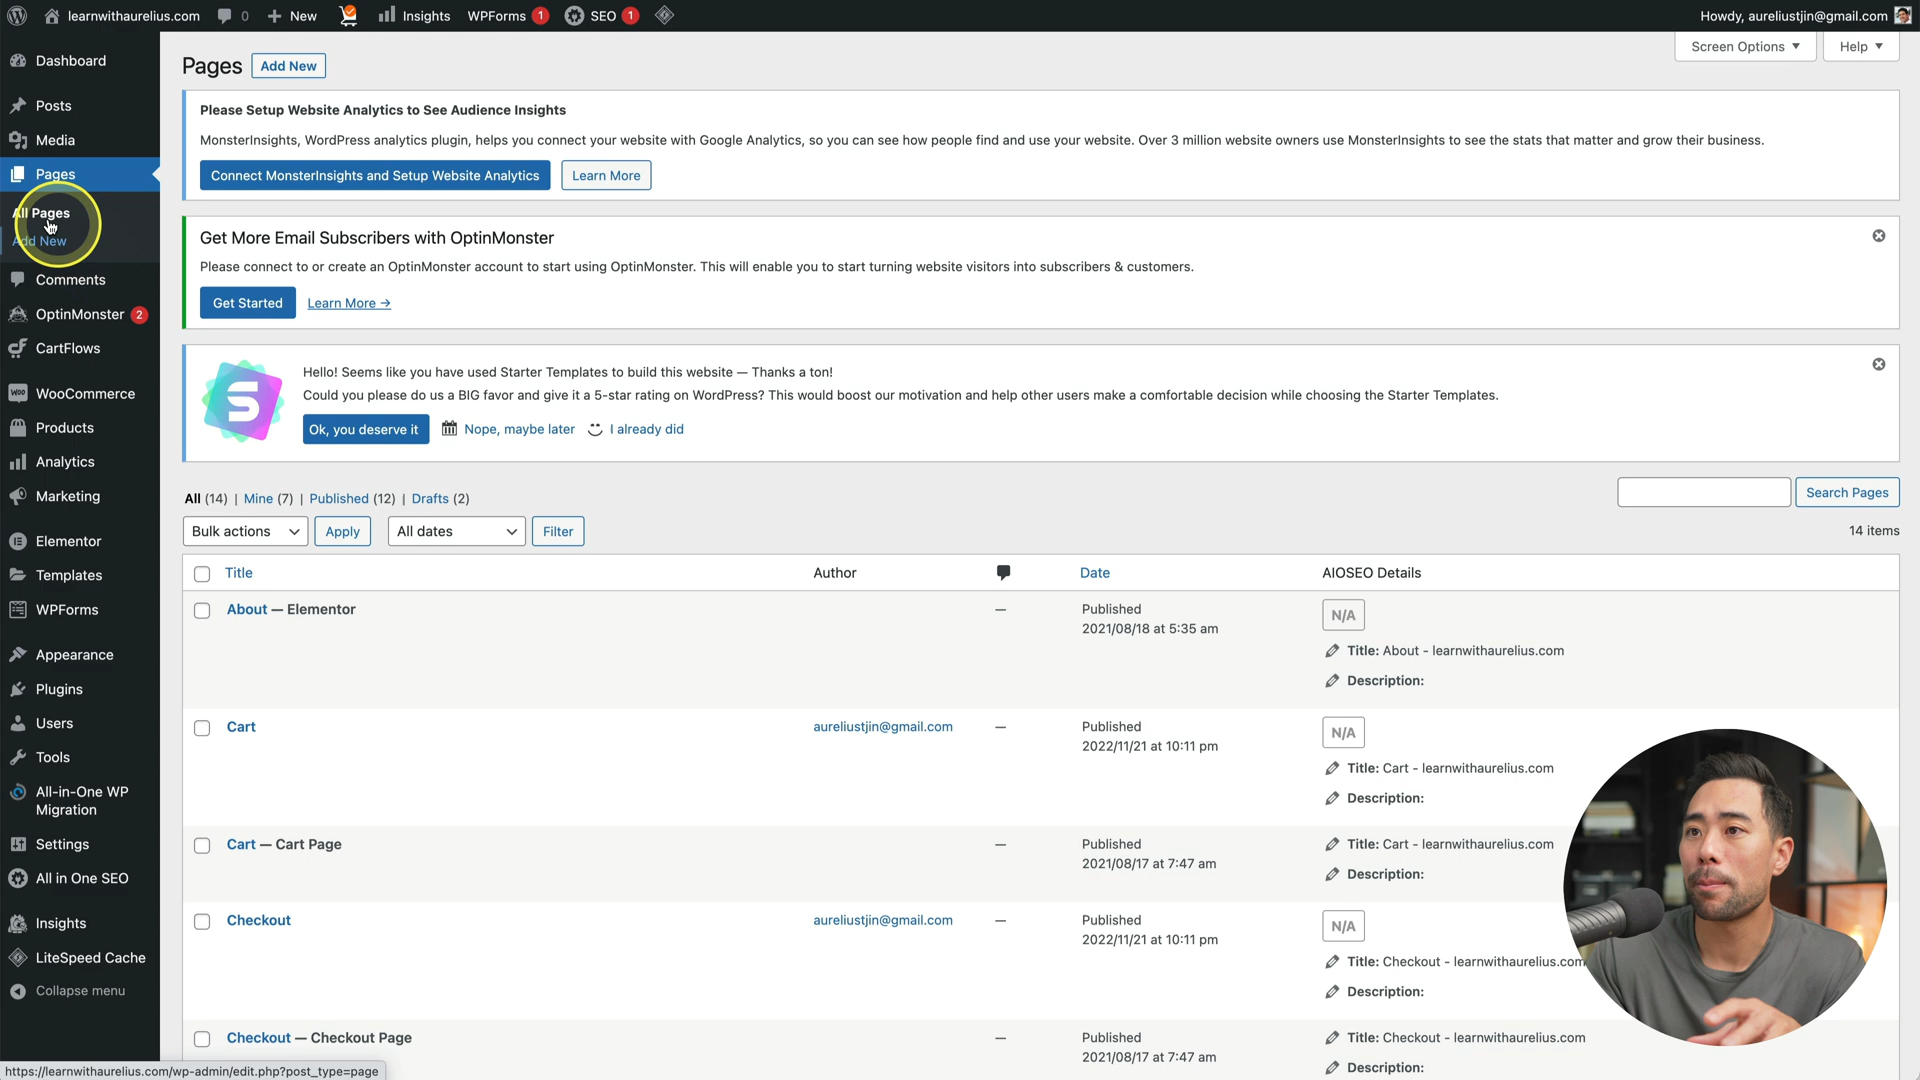 learnwithaurelius.com 0 New Insights WPForms 1 SEO 1 Howdy, aureliustjin@gmail.com
Screen Options Help
Dashboard
Posts
Media
Pages
All Pages
Add New
Comments
OptinMonster 2
CartFlows
WooCommerce
Products
Analytics
Marketing
Elementor
Templates
WPForms
Appearance
Plugins
Users
Tools
All-in-One WP
Migration
Settings
All in One SEO
Insights
LiteSpeed Cache
Collapse menu
Pages Add New
Please Setup Website Analytics to See Audience Insights
MonsterInsights, WordPress analytics plugin, helps you connect your website with Google Analytics, so you can see how people find and use your website. Over 3 million website owners use MonsterInsights to see the stats that matter and grow their business.
Connect MonsterInsights and Setup Website Analytics Learn More
Get More Email Subscribers with OptinMonster
Please connect to or create an OptinMonster account to start using OptinMonster. This will enable you to start turning website visitors into subscribers & customers.
Get Started Learn More →
S
Hello! Seems like you have used Starter Templates to build this website — Thanks a ton!
Could you please do us a BIG favor and give it a 5-star rating on WordPress? This would boost our motivation and help other users make a comfortable decision while choosing the Starter Templates.
Ok, you deserve it Nope, maybe later I already did
All (14) | Mine (7) | Published (12) | Drafts (2) Search Pages
Bulk actions Apply All dates Filter 14 items
Title Author Date AIOSEO Details
About — Elementor — Published N/A
2021/08/18 at 5:35 am
Title: About - learnwithaurelius.com
Description:
Cart aureliustjin@gmail.com — Published N/A
2022/11/21 at 10:11 pm
Title: Cart - learnwithaurelius.com
Description:
Cart — Cart Page — Published Title: Cart - learnwithaurelius.com
2021/08/17 at 7:47 am
Description:
Checkout aureliustjin@gmail.com — Published N/A
2022/11/21 at 10:11 pm
Title: Checkout - learnwithaurelius.com
Description:
Checkout — Checkout Page — Published Title: Checkout - learnwithaurelius.com
2021/08/17 at 7:47 am
Description:
https://learnwithaurelius.com/wp-admin/edit.php?post_type=page